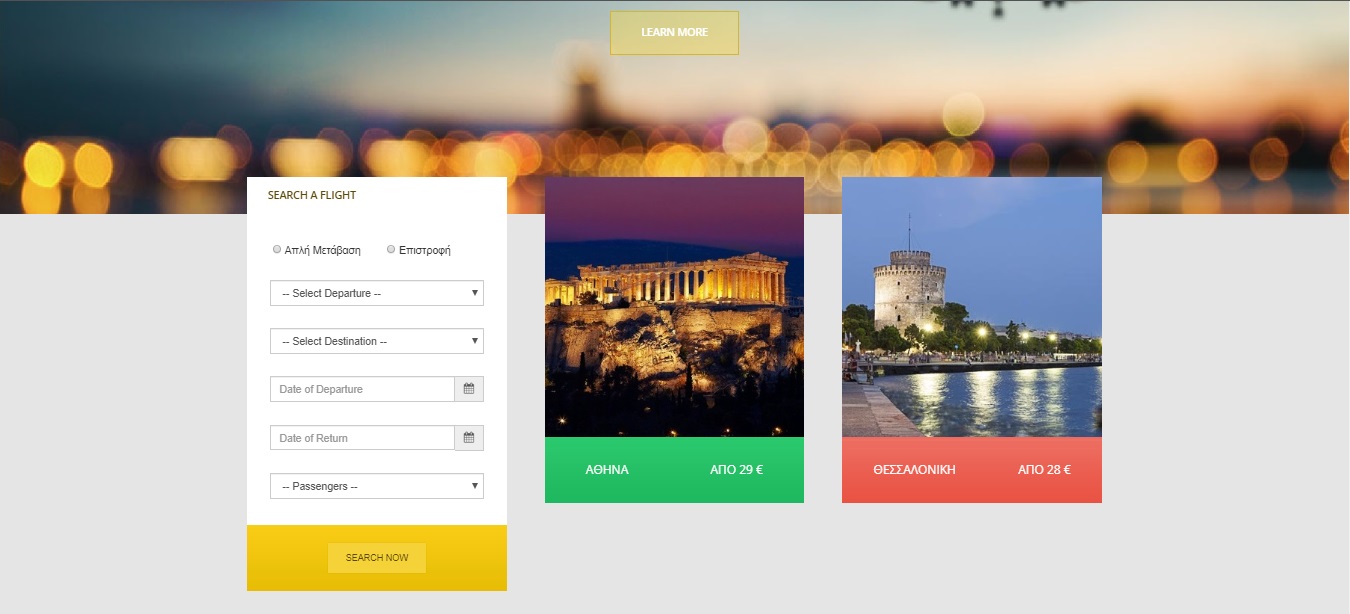 LEARN MORE
SEARCH A FLIGHT
Απλή Μετάβαση Επιστροφή
-- Select Departure --
-- Select Destination --
Date of Departure
Date of Return
-- Passengers --
SEARCH NOW
ΑΘΗΝΑ ΑΠΟ 29 €
ΘΕΣΣΑΛΟΝΙΚΗ ΑΠΟ 28 €